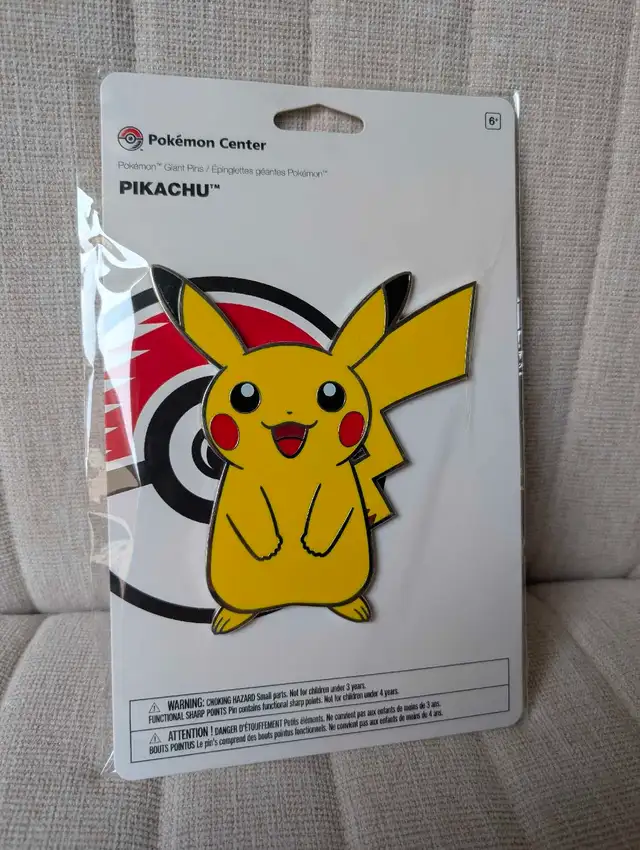 Pokémon Center
6+
Pokémon™ Giant Pins / Épinglettes géantes Pokémon™
PIKACHU™
WARNING: CHOKING HAZARD Small parts. Not for children under 3 years.
FUNCTIONAL SHARP POINTS Pin contains functional sharp points. Not for children under 4 years.
ATTENTION ! DANGER D'ÉTOUFFEMENT Petits éléments. Ne convient pas aux enfants de moins de 3 ans.
BOUTS POINTUS Le pin's comprend des bouts pointus fonctionnels. Ne convient pas aux enfants de moins de 4 ans.